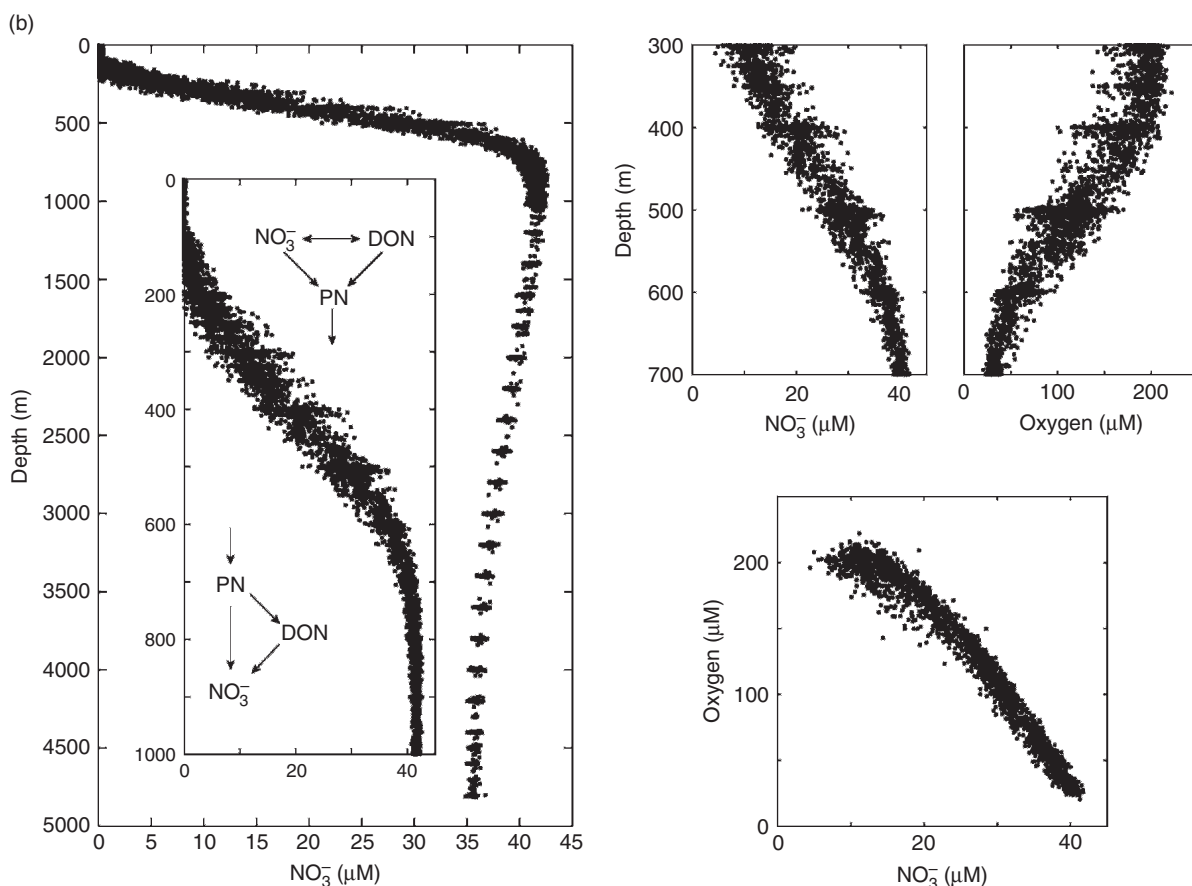 (b)
0
500
1000
1500
2000
2500
3000
3500
4000
4500
5000
Depth (m)
0 5 10 15 20 25 30 35 40 45
NO₃⁻ (μM)
0
200
400
600
800
1000
0 20 40
NO₃⁻ DON
PN
PN
DON
NO₃⁻
300
400
500
600
700
Depth (m)
0 20 40
NO₃⁻ (μM)
0 100 200
Oxygen (μM)
200
100
0
Oxygen (μM)
0 20 40
NO₃⁻ (μM)